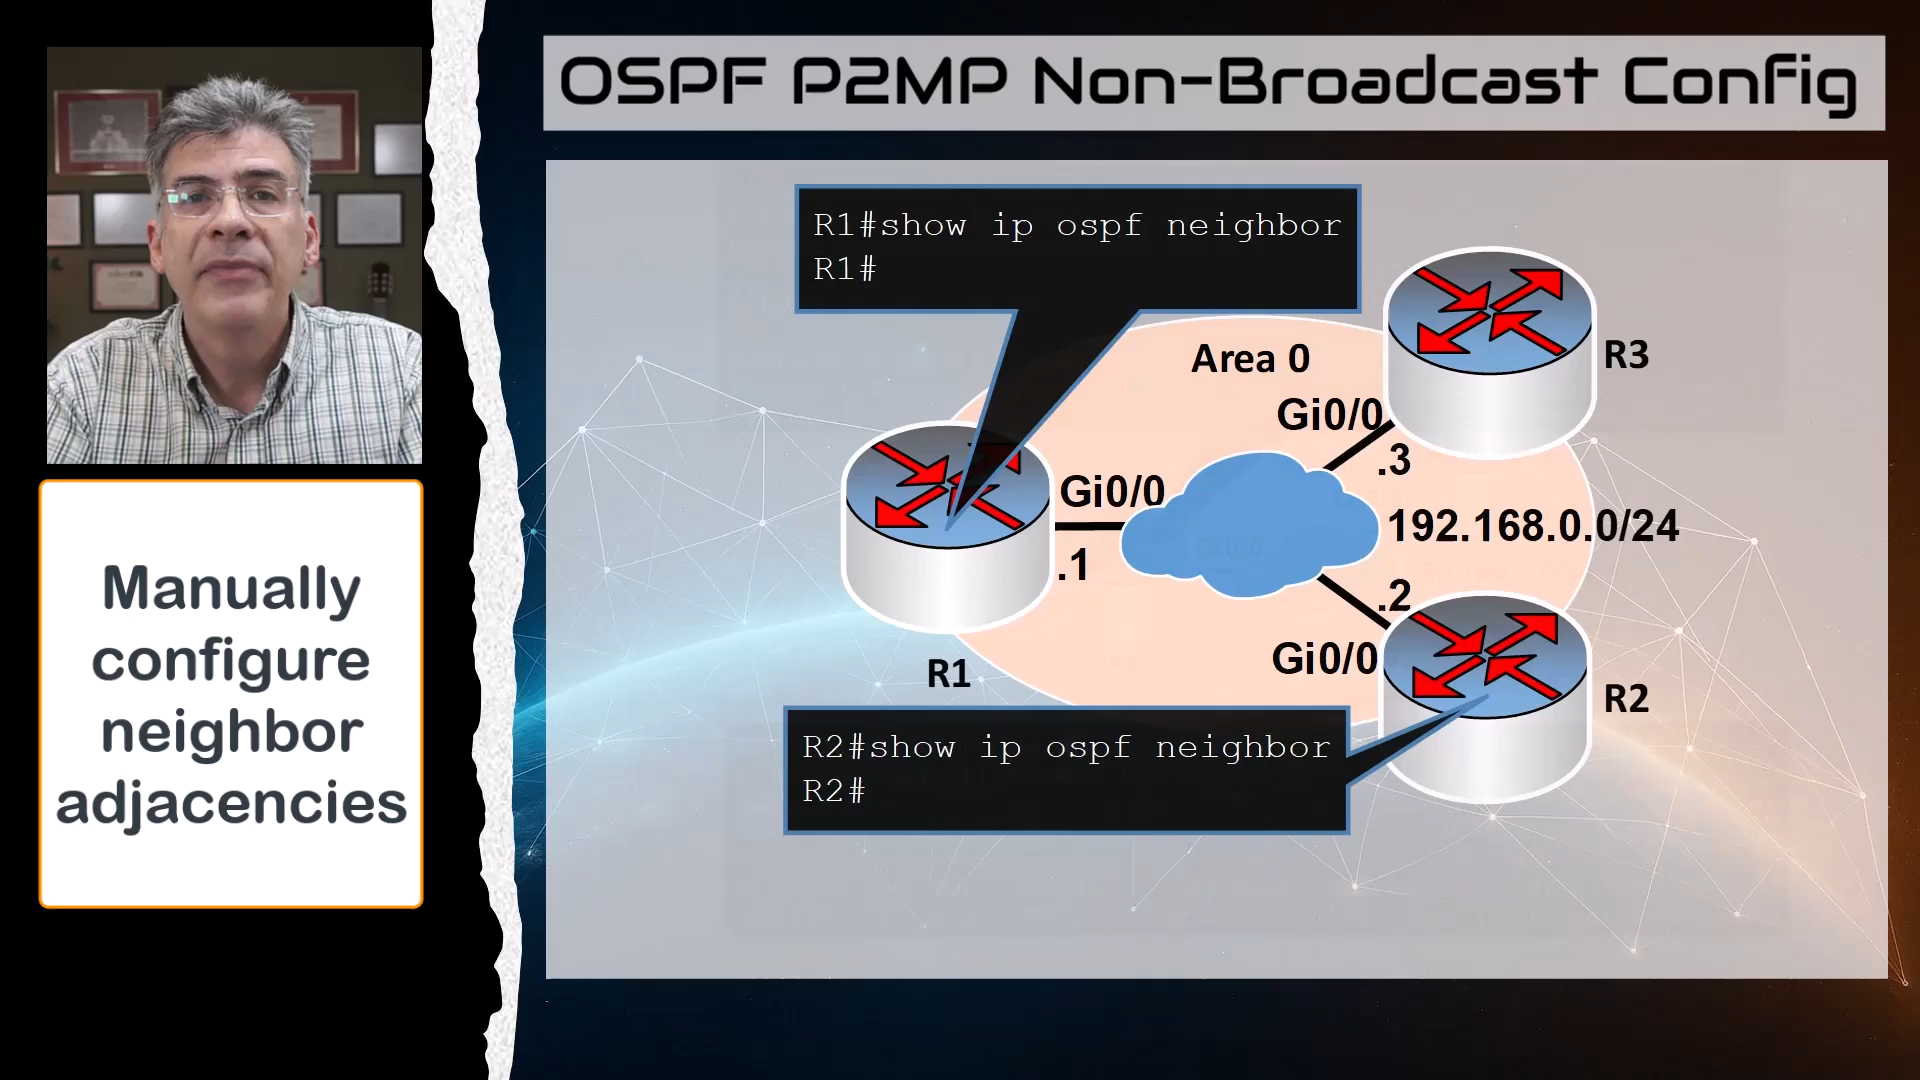 OSPF P2MP Non-Broadcast Config
R1#show ip ospf neighbor
R1#
Area 0
R3
Gi0/0
.3
Gi0/0
192.168.0.0/24
.1
.2
Gi0/0
R1
R2
R2#show ip ospf neighbor
R2#
Manually
configure
neighbor
adjacencies